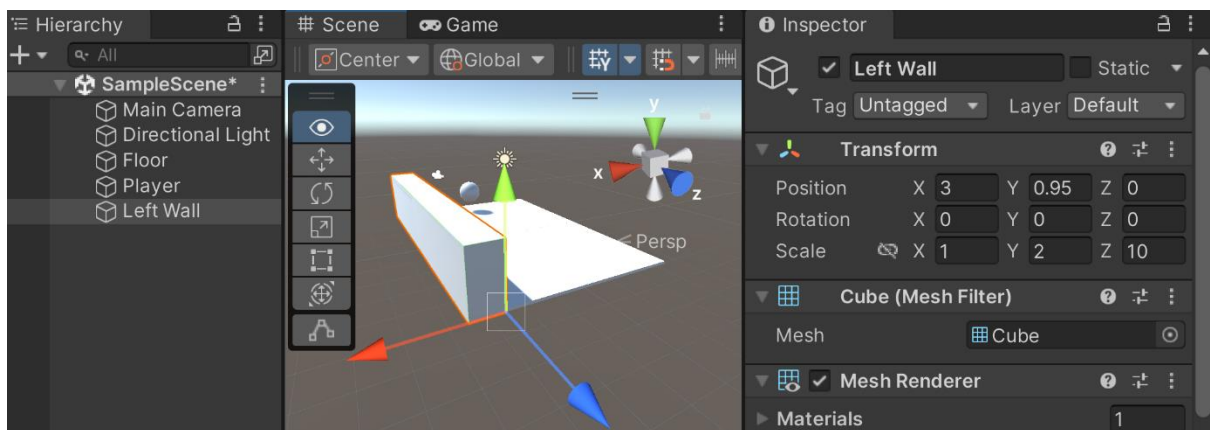 Hierarchy
All
SampleScene*
Main Camera
Directional Light
Floor
Player
Left Wall
Scene Game
Center Global
y
x
z
Persp
Inspector
Left Wall Static
Tag Untagged Layer Default
Transform
Position X 3 Y 0.95 Z 0
Rotation X 0 Y 0 Z 0
Scale X 1 Y 2 Z 10
Cube (Mesh Filter)
Mesh Cube
Mesh Renderer
Materials 1